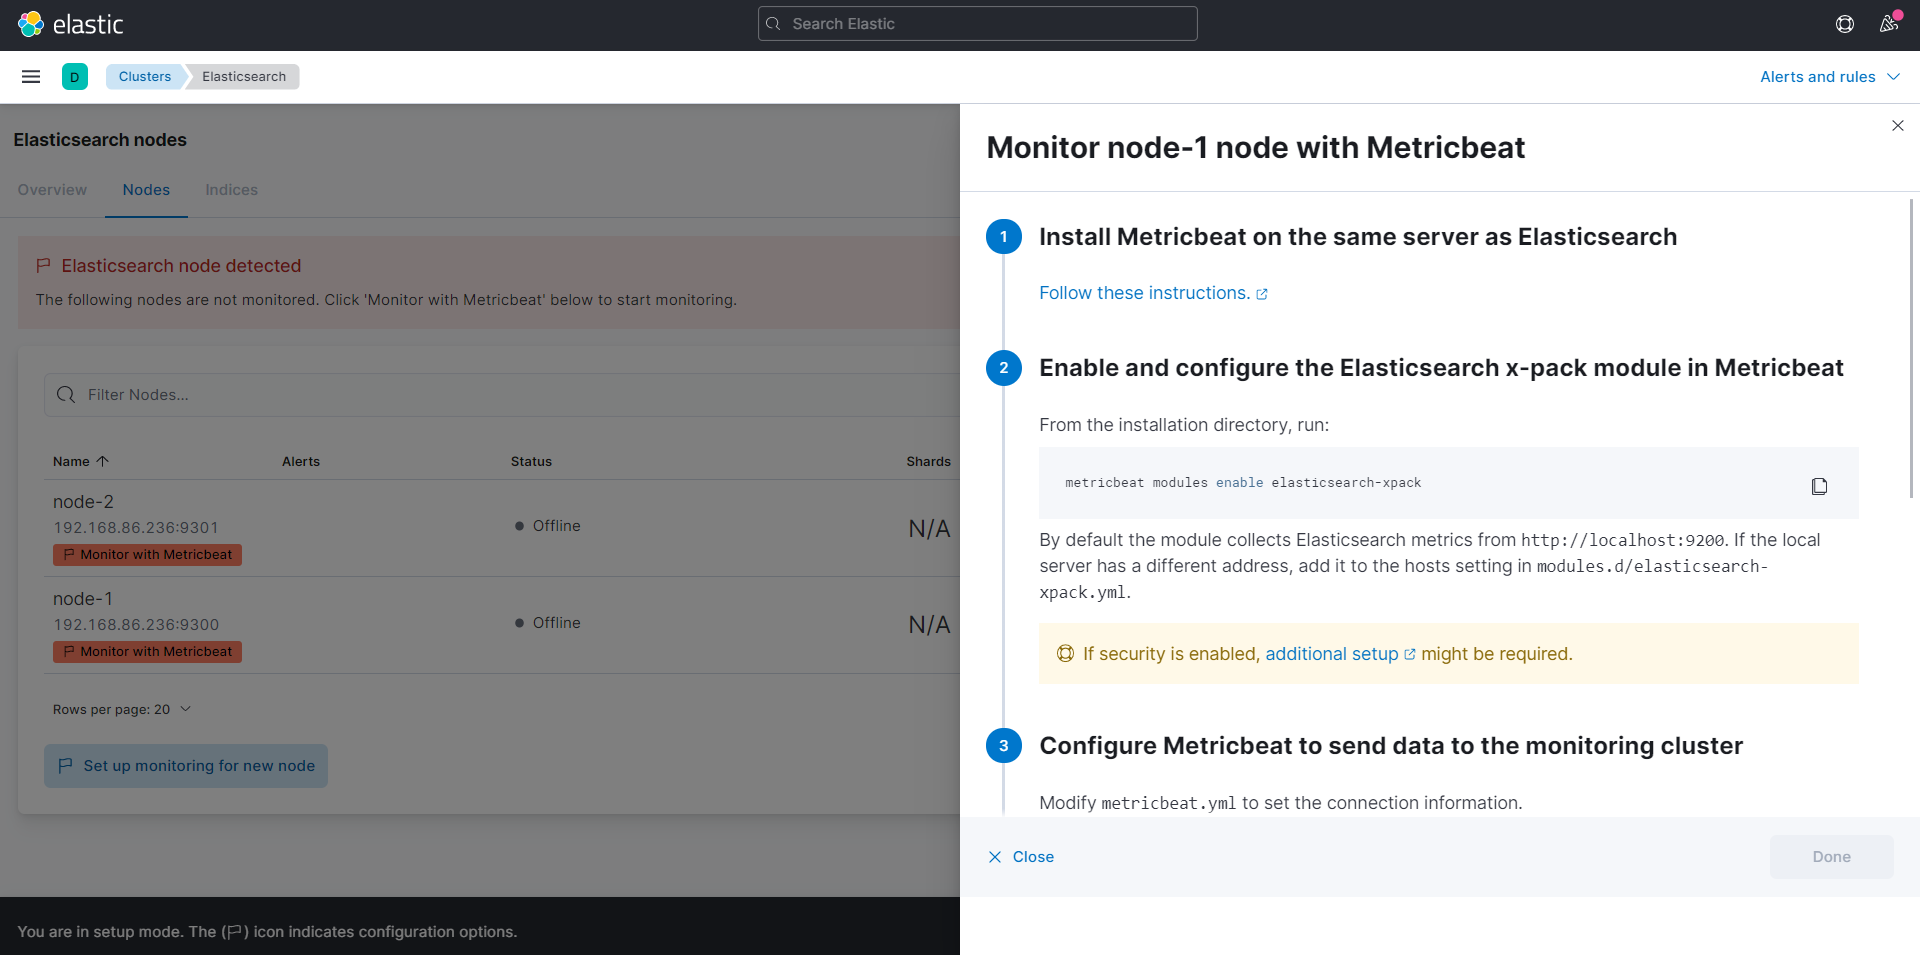 elastic
Search Elastic
D
Clusters
Elasticsearch
Alerts and rules
Elasticsearch nodes
Overview
Nodes
Indices
Elasticsearch node detected
The following nodes are not monitored. Click 'Monitor with Metricbeat' below to start monitoring.
Filter Nodes...
Name
Alerts
Status
Shards
node-2
192.168.86.236:9301
Monitor with Metricbeat
Offline
N/A
node-1
192.168.86.236:9300
Monitor with Metricbeat
Offline
N/A
Rows per page: 20
Set up monitoring for new node
You are in setup mode. The ( ) icon indicates configuration options.
Monitor node-1 node with Metricbeat
1
Install Metricbeat on the same server as Elasticsearch
Follow these instructions.
2
Enable and configure the Elasticsearch x-pack module in Metricbeat
From the installation directory, run:
metricbeat modules enable elasticsearch-xpack
By default the module collects Elasticsearch metrics from http://localhost:9200. If the local
server has a different address, add it to the hosts setting in modules.d/elasticsearch-
xpack.yml.
If security is enabled, additional setup might be required.
3
Configure Metricbeat to send data to the monitoring cluster
Modify metricbeat.yml to set the connection information.
Close
Done